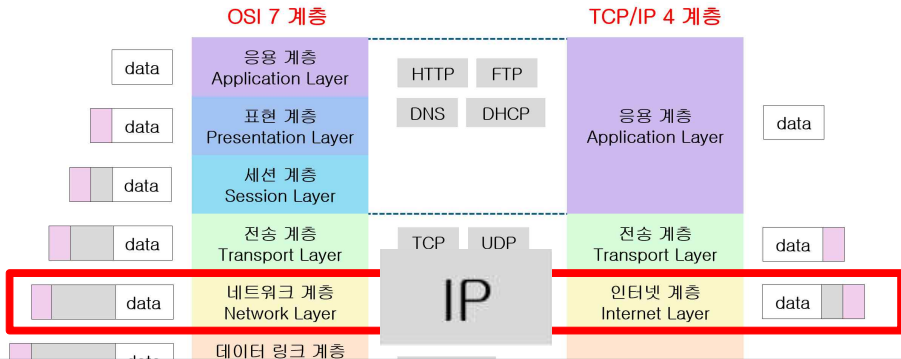 OSI 7 계층
TCP/IP 4 계층
data
응용 계층
Application Layer
HTTP
FTP
data
표현 계층
Presentation Layer
DNS
DHCP
응용 계층
Application Layer
data
data
세션 계층
Session Layer
data
전송 계층
Transport Layer
TCP
UDP
전송 계층
Transport Layer
data
data
네트워크 계층
Network Layer
IP
인터넷 계층
Internet Layer
data
데이터 링크 계층